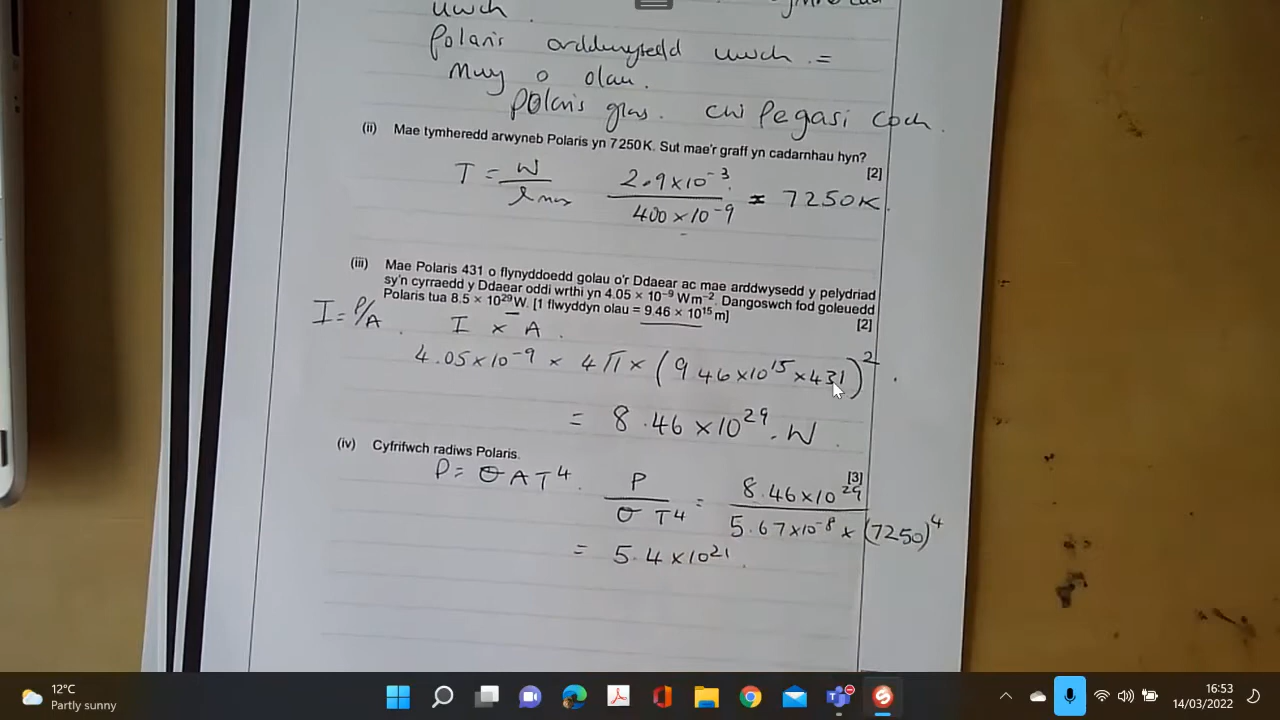 uwch.
Polaris arddwysedd uwch. =
Mwy o olau.
Polaris glas. Chi Pegasi Coch.
(ii) Mae tymheredd arwyneb Polaris yn 7250K. Sut mae'r graff yn cadarnhau hyn?
[2]
T = W/λmax 2.9×10⁻³/400×10⁻⁹ = 7250K.
(iii) Mae Polaris 431 o flynyddoedd golau o'r Ddaear ac mae arddwysedd y pelydriad
sy'n cyrraedd y Ddaear oddi wrthi yn 4.05 × 10⁻⁹ Wm⁻². Dangoswch fod goleuedd
Polaris tua 8.5 × 10²⁹W. [1 flwyddyn olau = 9.46 × 10¹⁵m]
[2]
I = P/A. I × A.
4.05×10⁻⁹ × 4π × (9.46×10¹⁵×431)².
= 8.46×10²⁹. W.
(iv) Cyfrifwch radiws Polaris.
[3]
P = σAT⁴. P/σT⁴ = 8.46×10²⁹/5.67×10⁻⁸×(7250)⁴
= 5.4×10²¹.
12°C
Partly sunny
16:53
14/03/2022